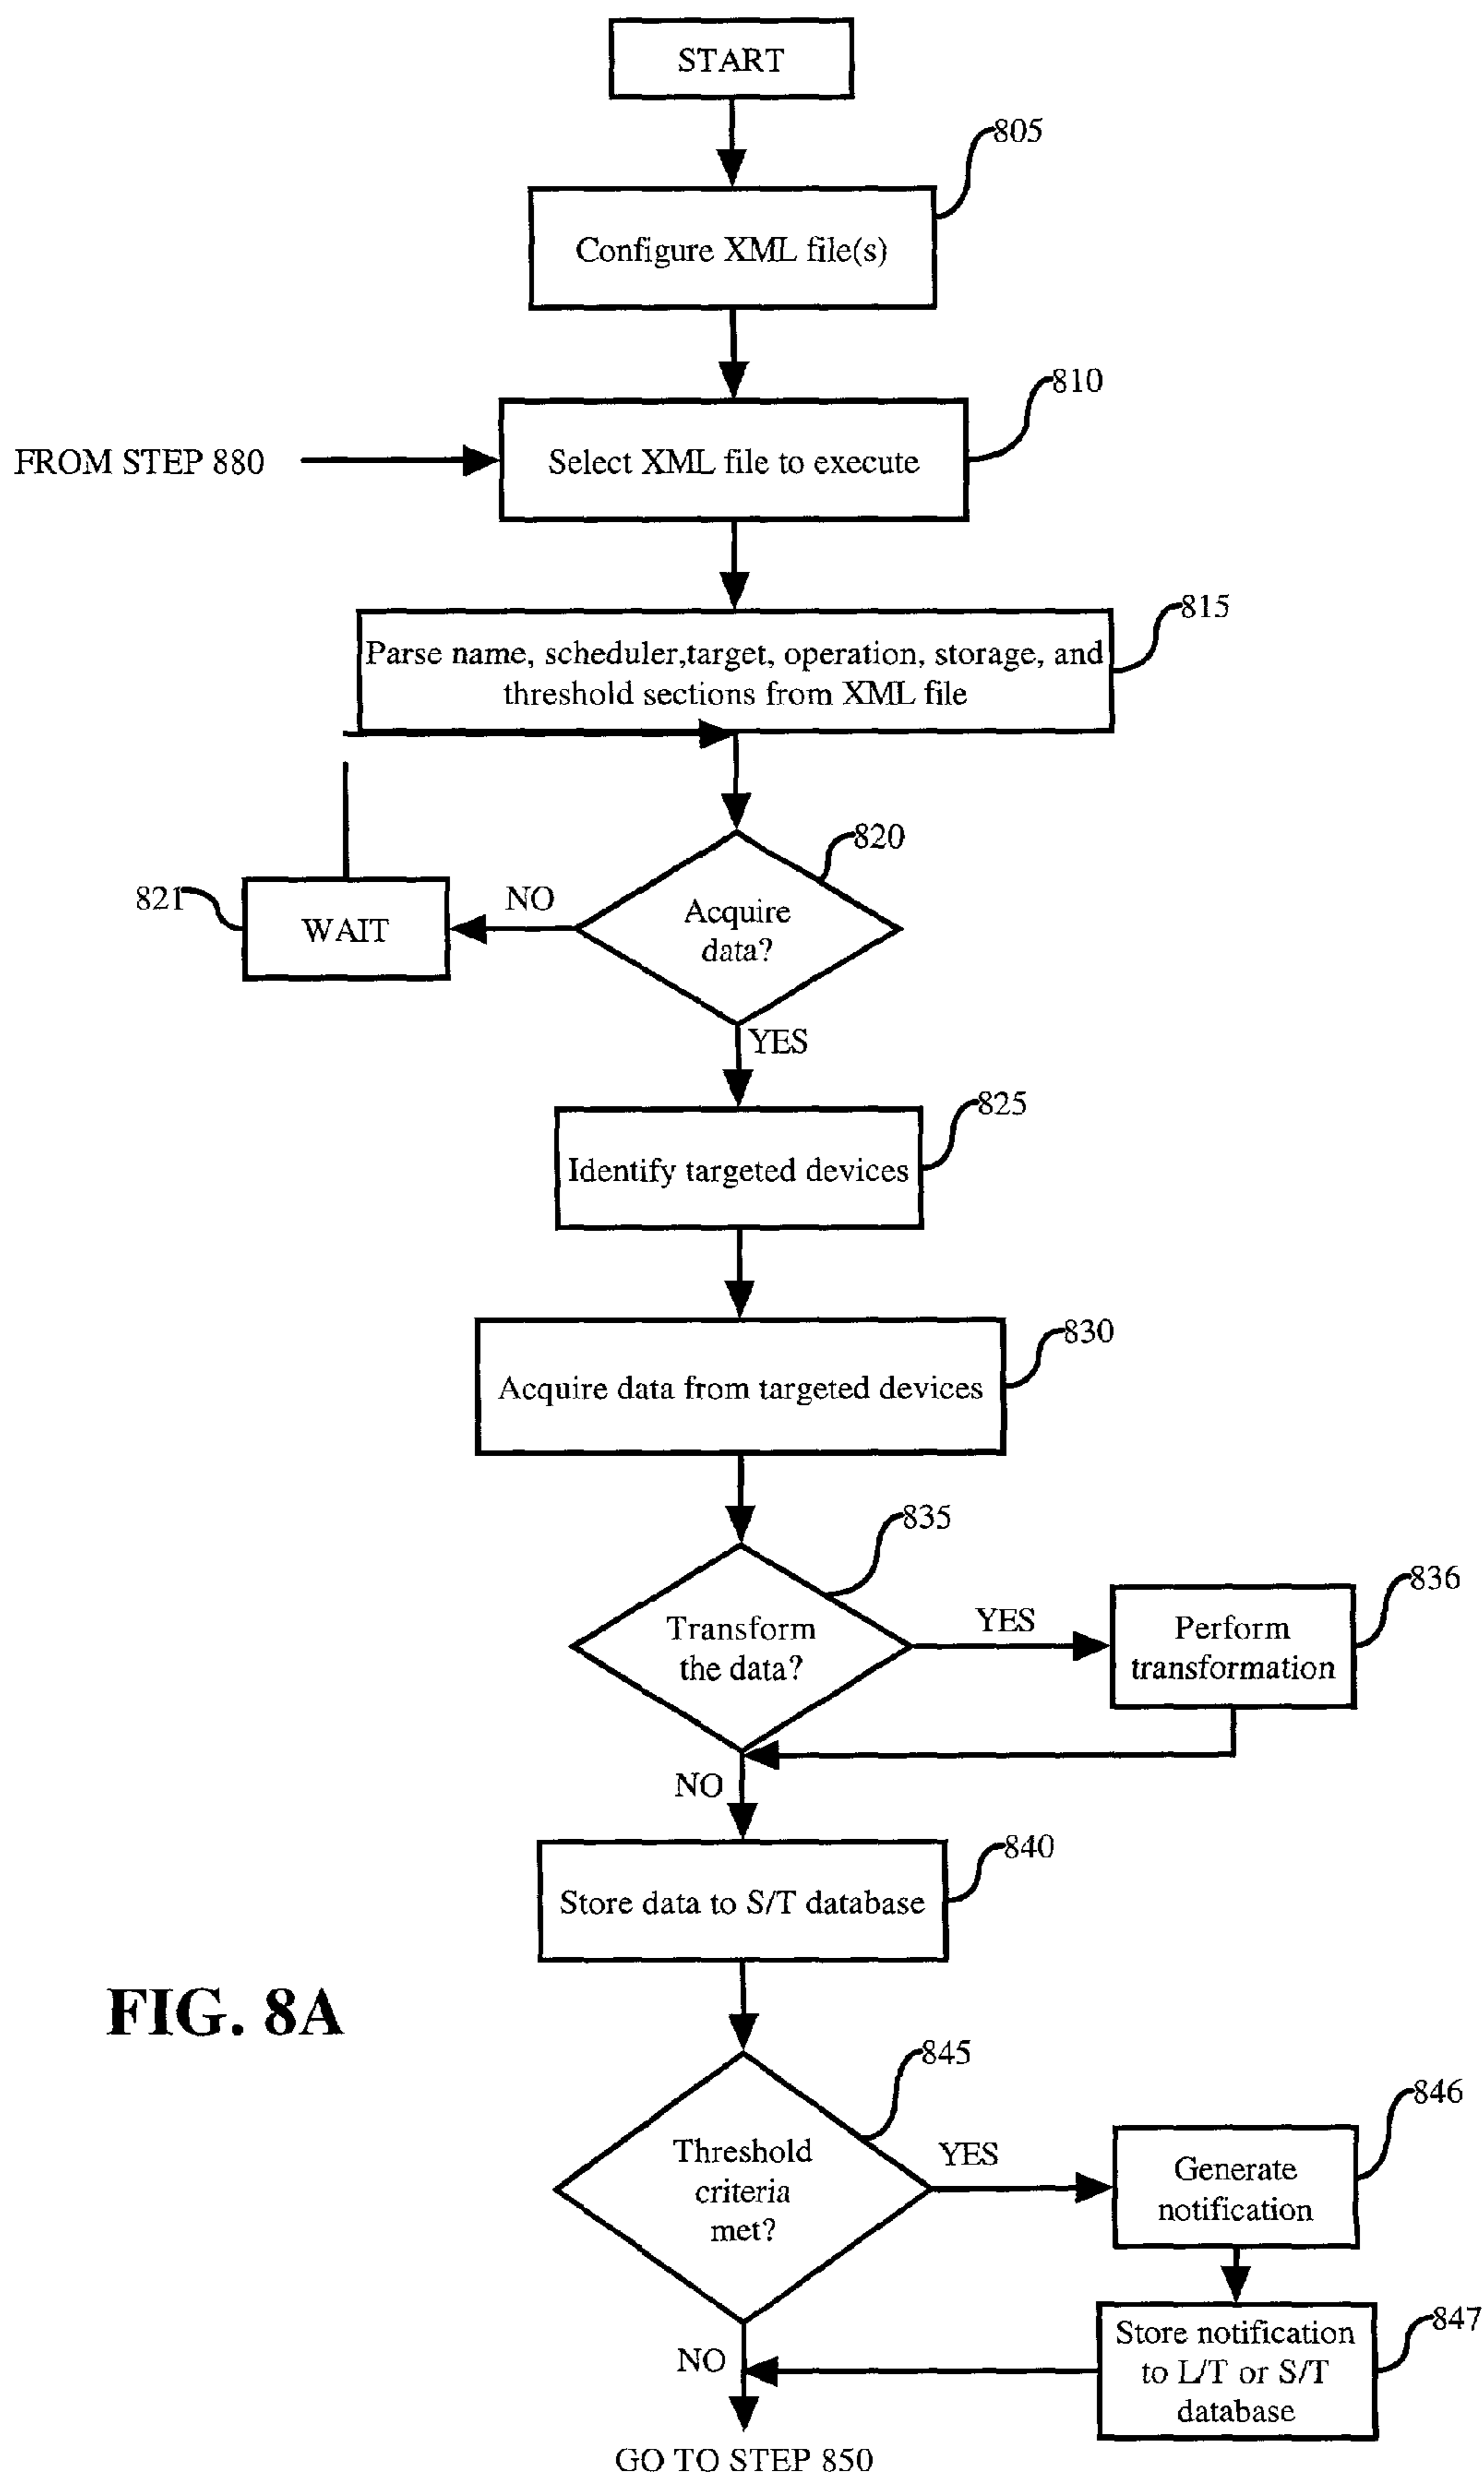 START
805
Configure XML file(s)
810
FROM STEP 880
Select XML file to execute
815
Parse name, scheduler,target, operation, storage, and
threshold sections from XML file
820
821
NO
WAIT
Acquire
data?
YES
825
Identify targeted devices
830
Acquire data from targeted devices
835
836
Transform
the data?
YES
Perform
transformation
NO
840
Store data to S/T database
FIG. 8A
845
846
Threshold
criteria
met?
YES
Generate
notification
847
NO
Store notification
to L/T or S/T
database
GO TO STEP 850